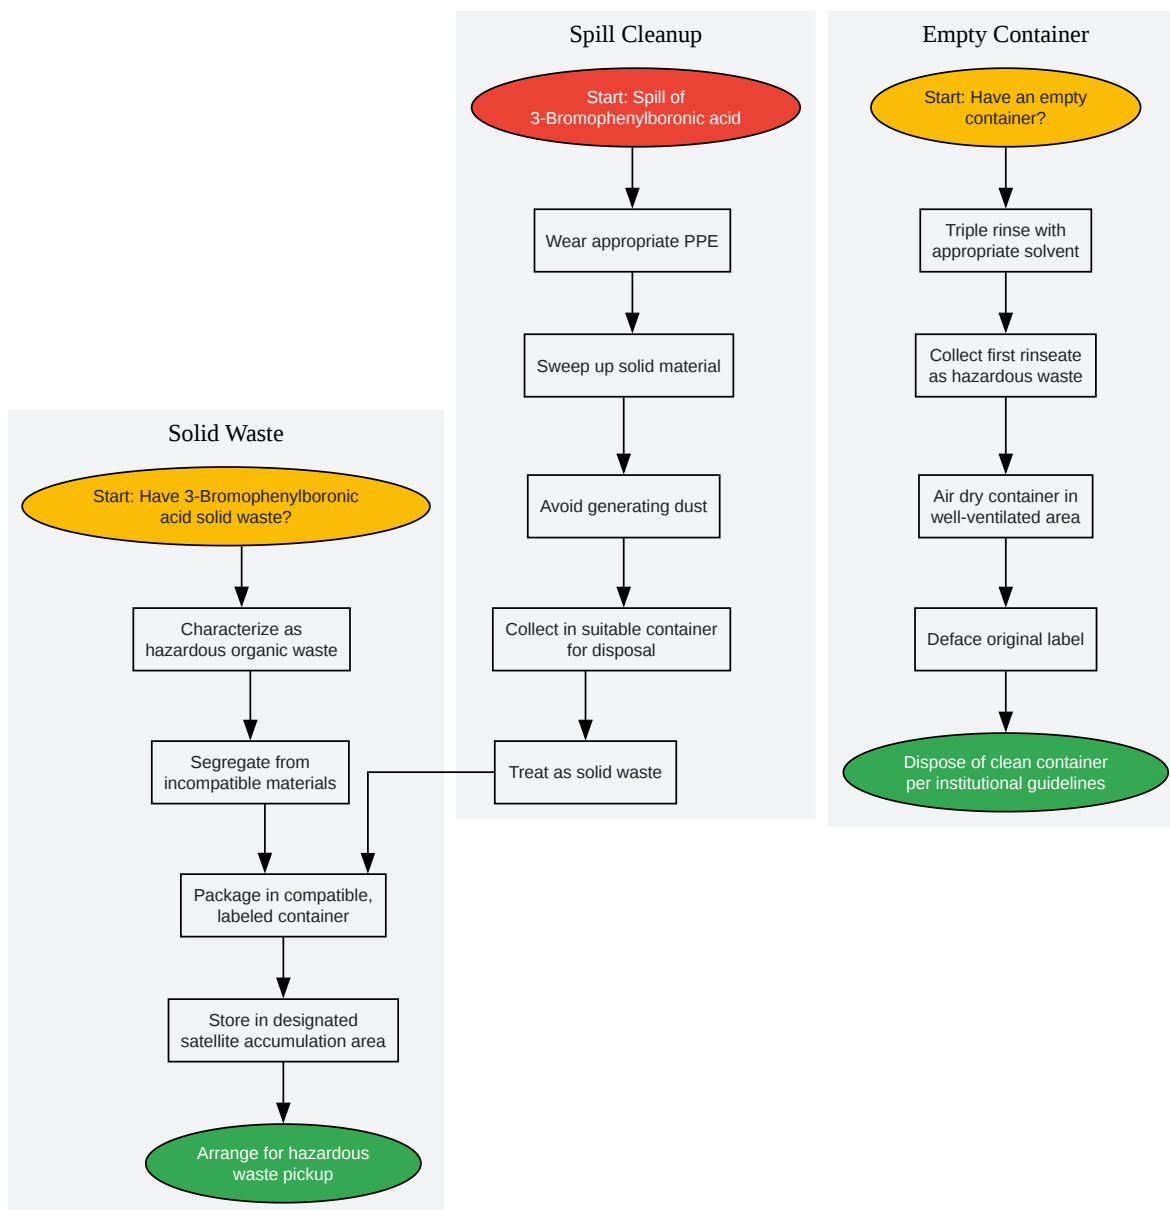 Spill Cleanup
Start: Spill of
3-Bromophenylboronic acid
Wear appropriate PPE
Sweep up solid material
Avoid generating dust
Collect in suitable container
for disposal
Treat as solid waste
Empty Container
Start: Have an empty
container?
Triple rinse with
appropriate solvent
Collect first rinseate
as hazardous waste
Air dry container in
well-ventilated area
Deface original label
Dispose of clean container
per institutional guidelines
Solid Waste
Start: Have 3-Bromophenylboronic
acid solid waste?
Characterize as
hazardous organic waste
Segregate from
incompatible materials
Package in compatible,
labeled container
Store in designated
satellite accumulation area
Arrange for hazardous
waste pickup